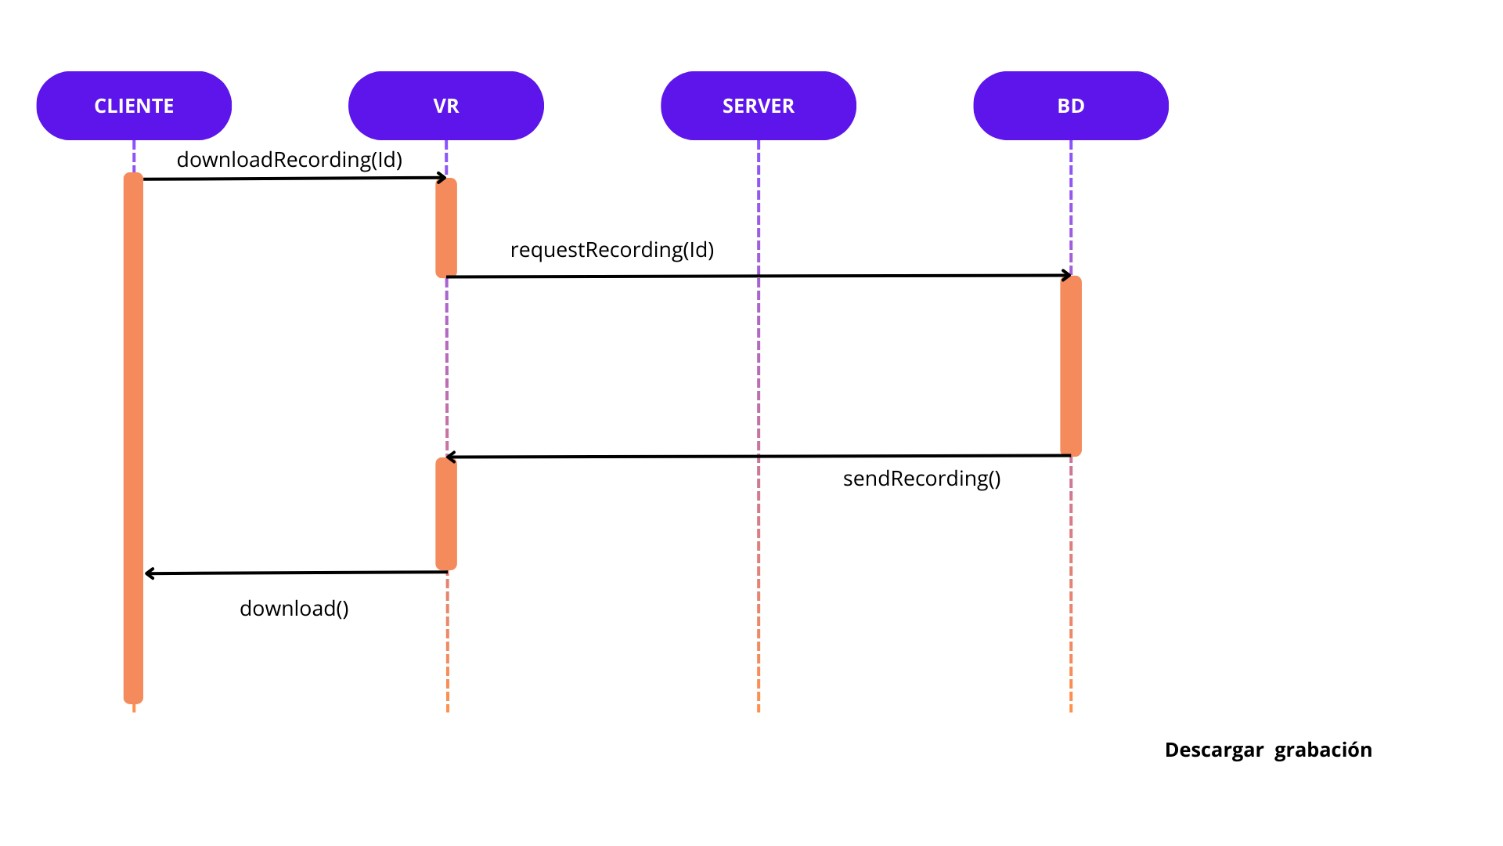 CLIENTE
VR
SERVER
BD
downloadRecording(Id)
requestRecording(Id)
sendRecording()
download()
Descargar grabación